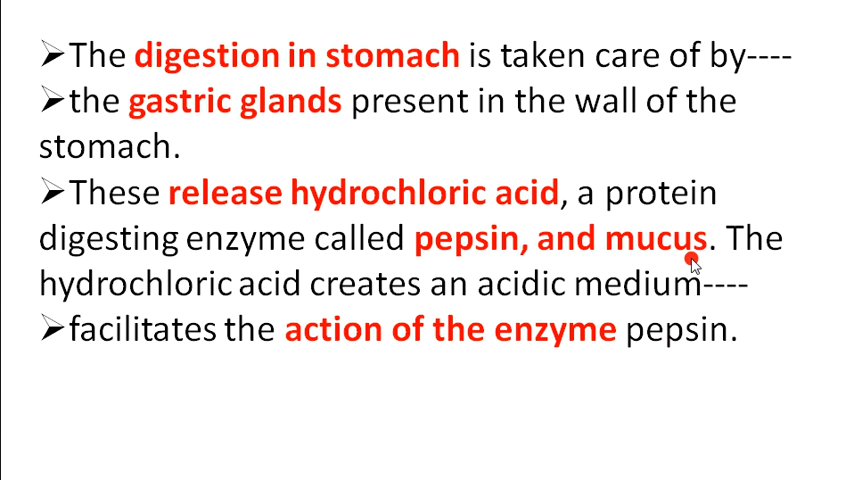 ➢The digestion in stomach is taken care of by----
➢the gastric glands present in the wall of the
stomach.
➢These release hydrochloric acid, a protein
digesting enzyme called pepsin, and mucus. The
hydrochloric acid creates an acidic medium----
➢facilitates the action of the enzyme pepsin.